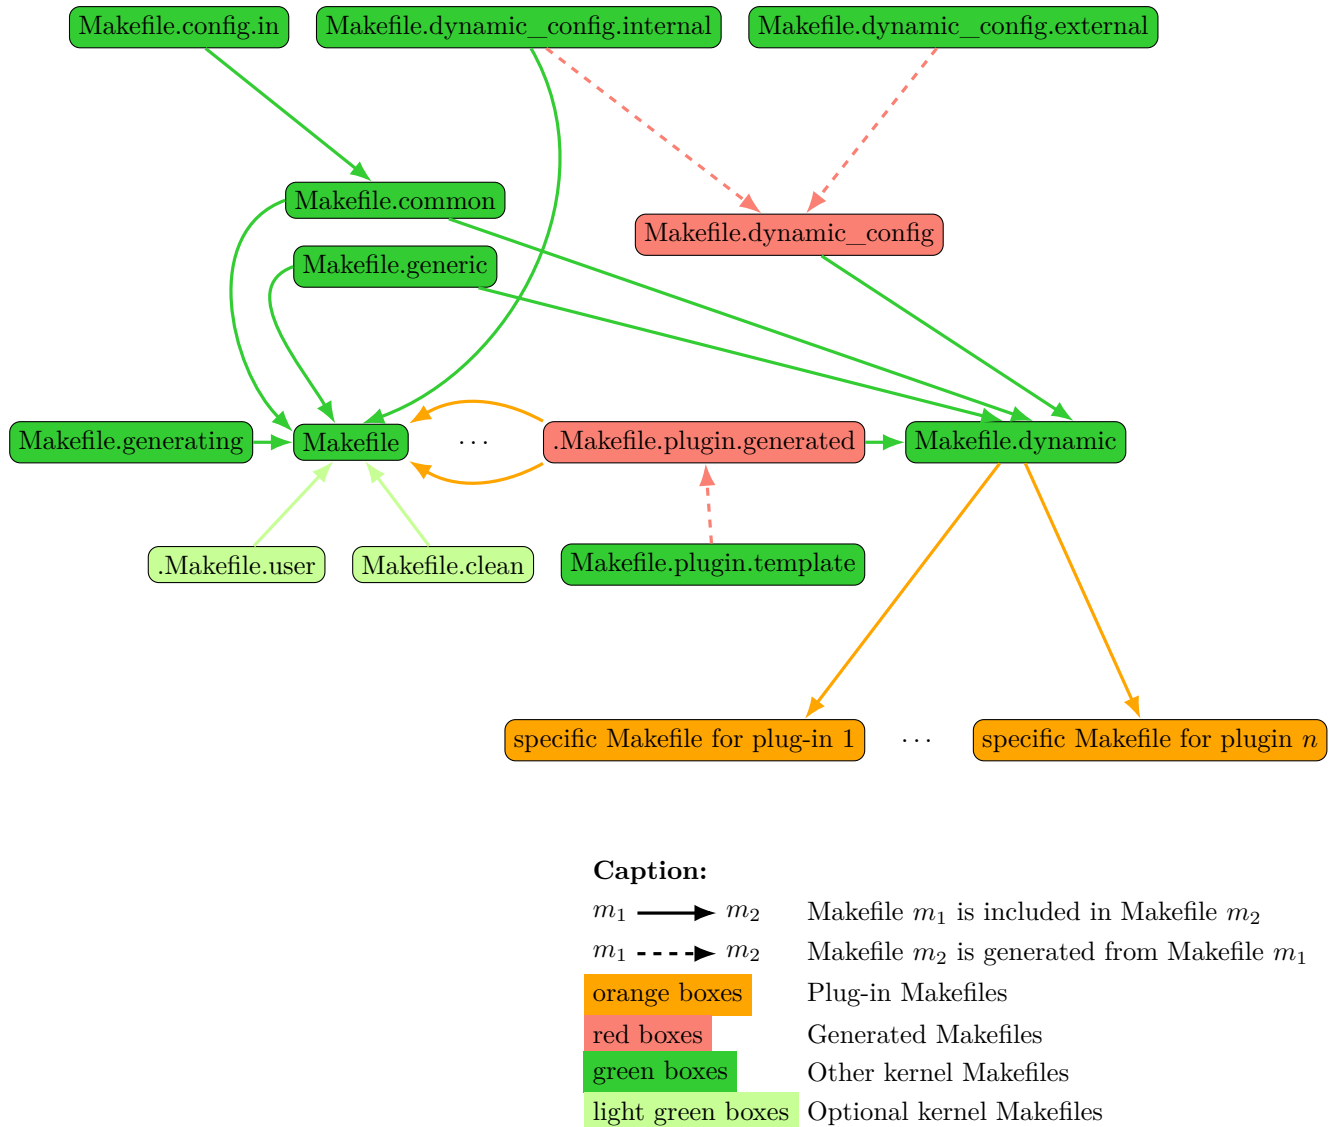 Makefile.config.in
Makefile.dynamic_config.internal
Makefile.dynamic_config.external
Makefile.common
Makefile.dynamic_config
Makefile.generic
Makefile.generating
Makefile
...
.Makefile.plugin.generated
Makefile.dynamic
.Makefile.user
Makefile.clean
Makefile.plugin.template
specific Makefile for plug-in 1
...
specific Makefile for plugin n
Caption:
m1 m2 Makefile m1 is included in Makefile m2
m1 m2 Makefile m2 is generated from Makefile m1
orange boxes Plug-in Makefiles
red boxes Generated Makefiles
green boxes Other kernel Makefiles
light green boxes Optional kernel Makefiles